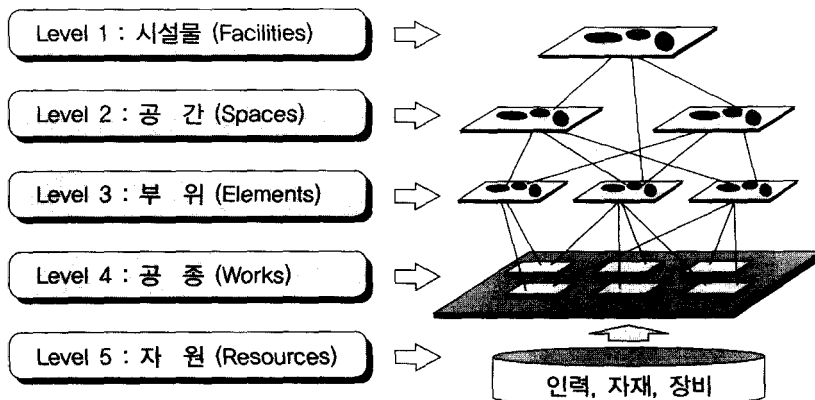 Level 1 : 시설물 (Facilities)
Level 2 : 공 간 (Spaces)
Level 3 : 부 위 (Elements)
Level 4 : 공 종 (Works)
Level 5 : 자 원 (Resources)
인력, 자재, 장비